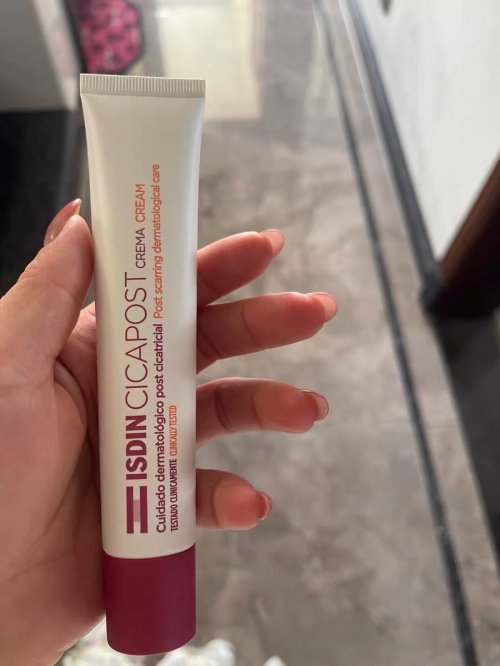 ISDIN CICAPOST CREMA CREAM
Cuidado dermatológico post cicatricial Post scarring dermatological care
TESTADO CLINICAMENTE CLINICALLY TESTED